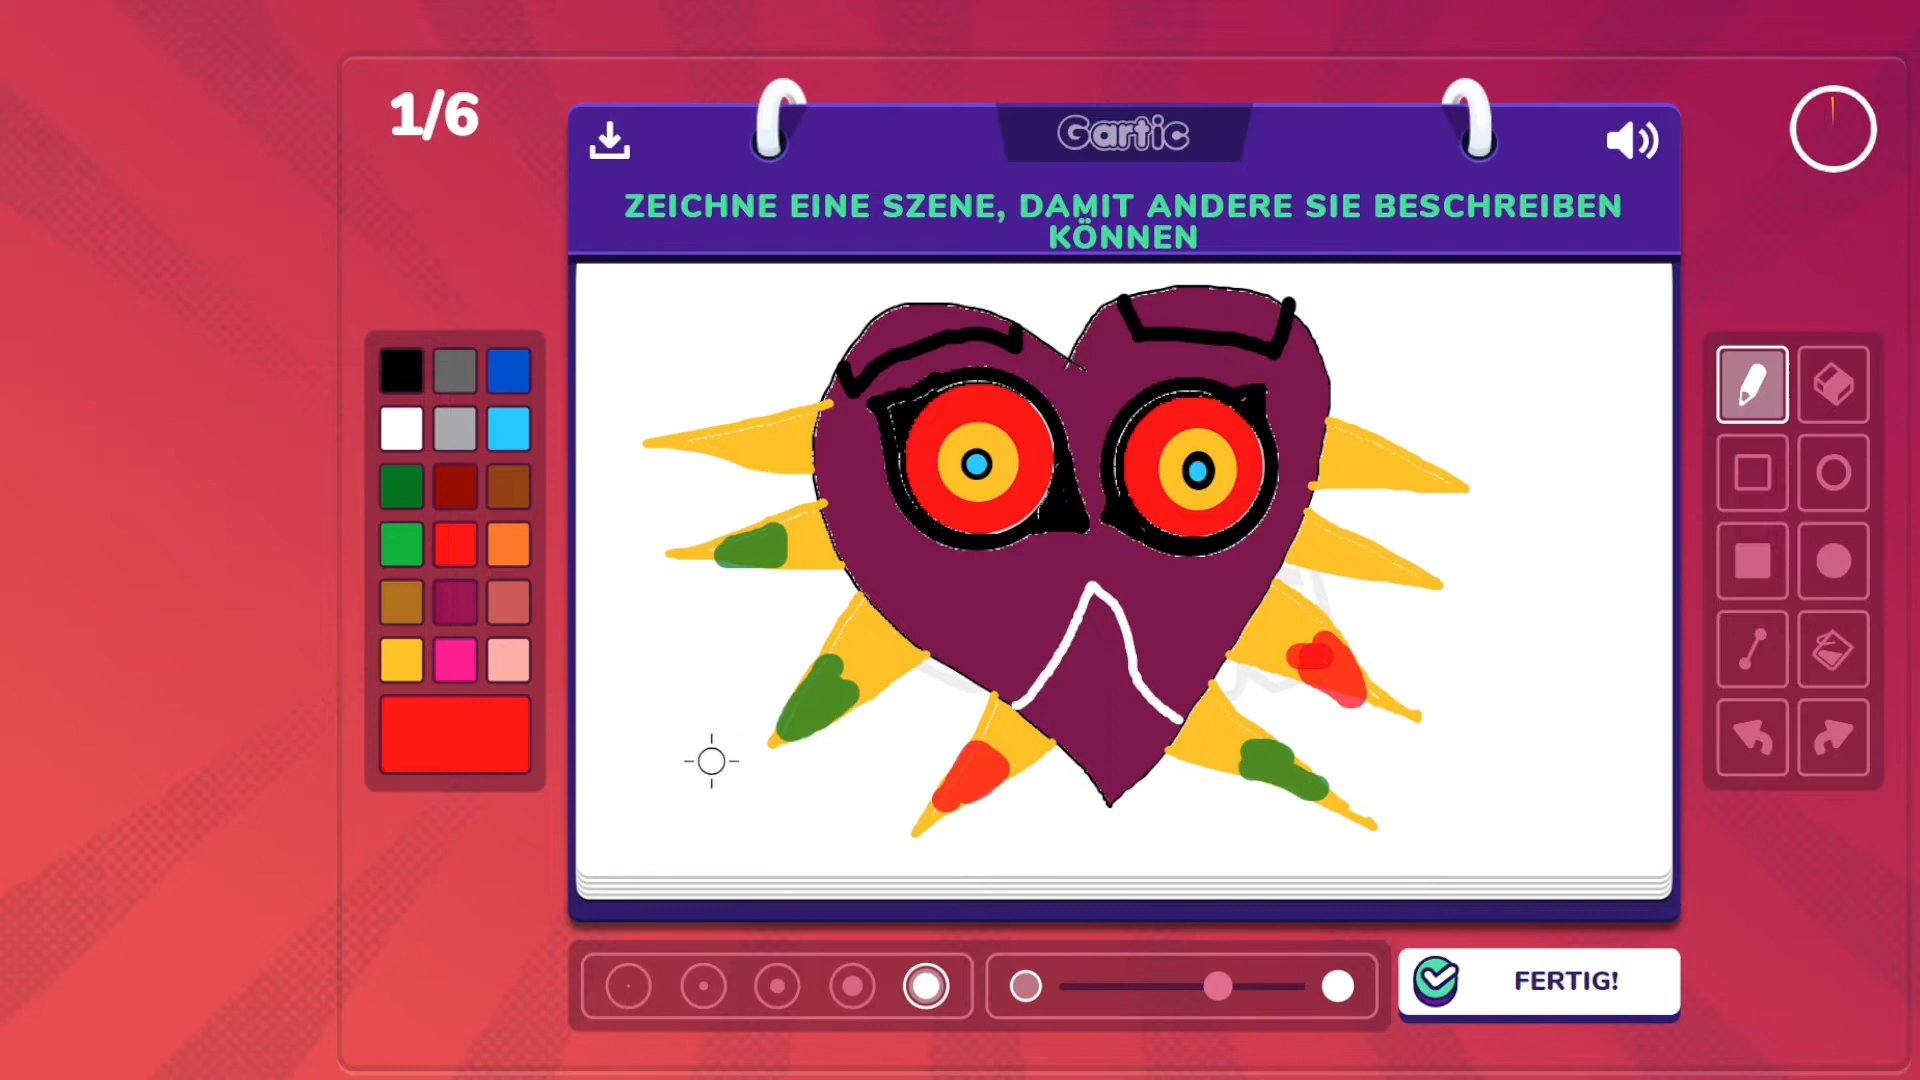 1/6
Gartic
ZEICHNE EINE SZENE, DAMIT ANDERE SIE BESCHREIBEN
KÖNNEN
FERTIG!